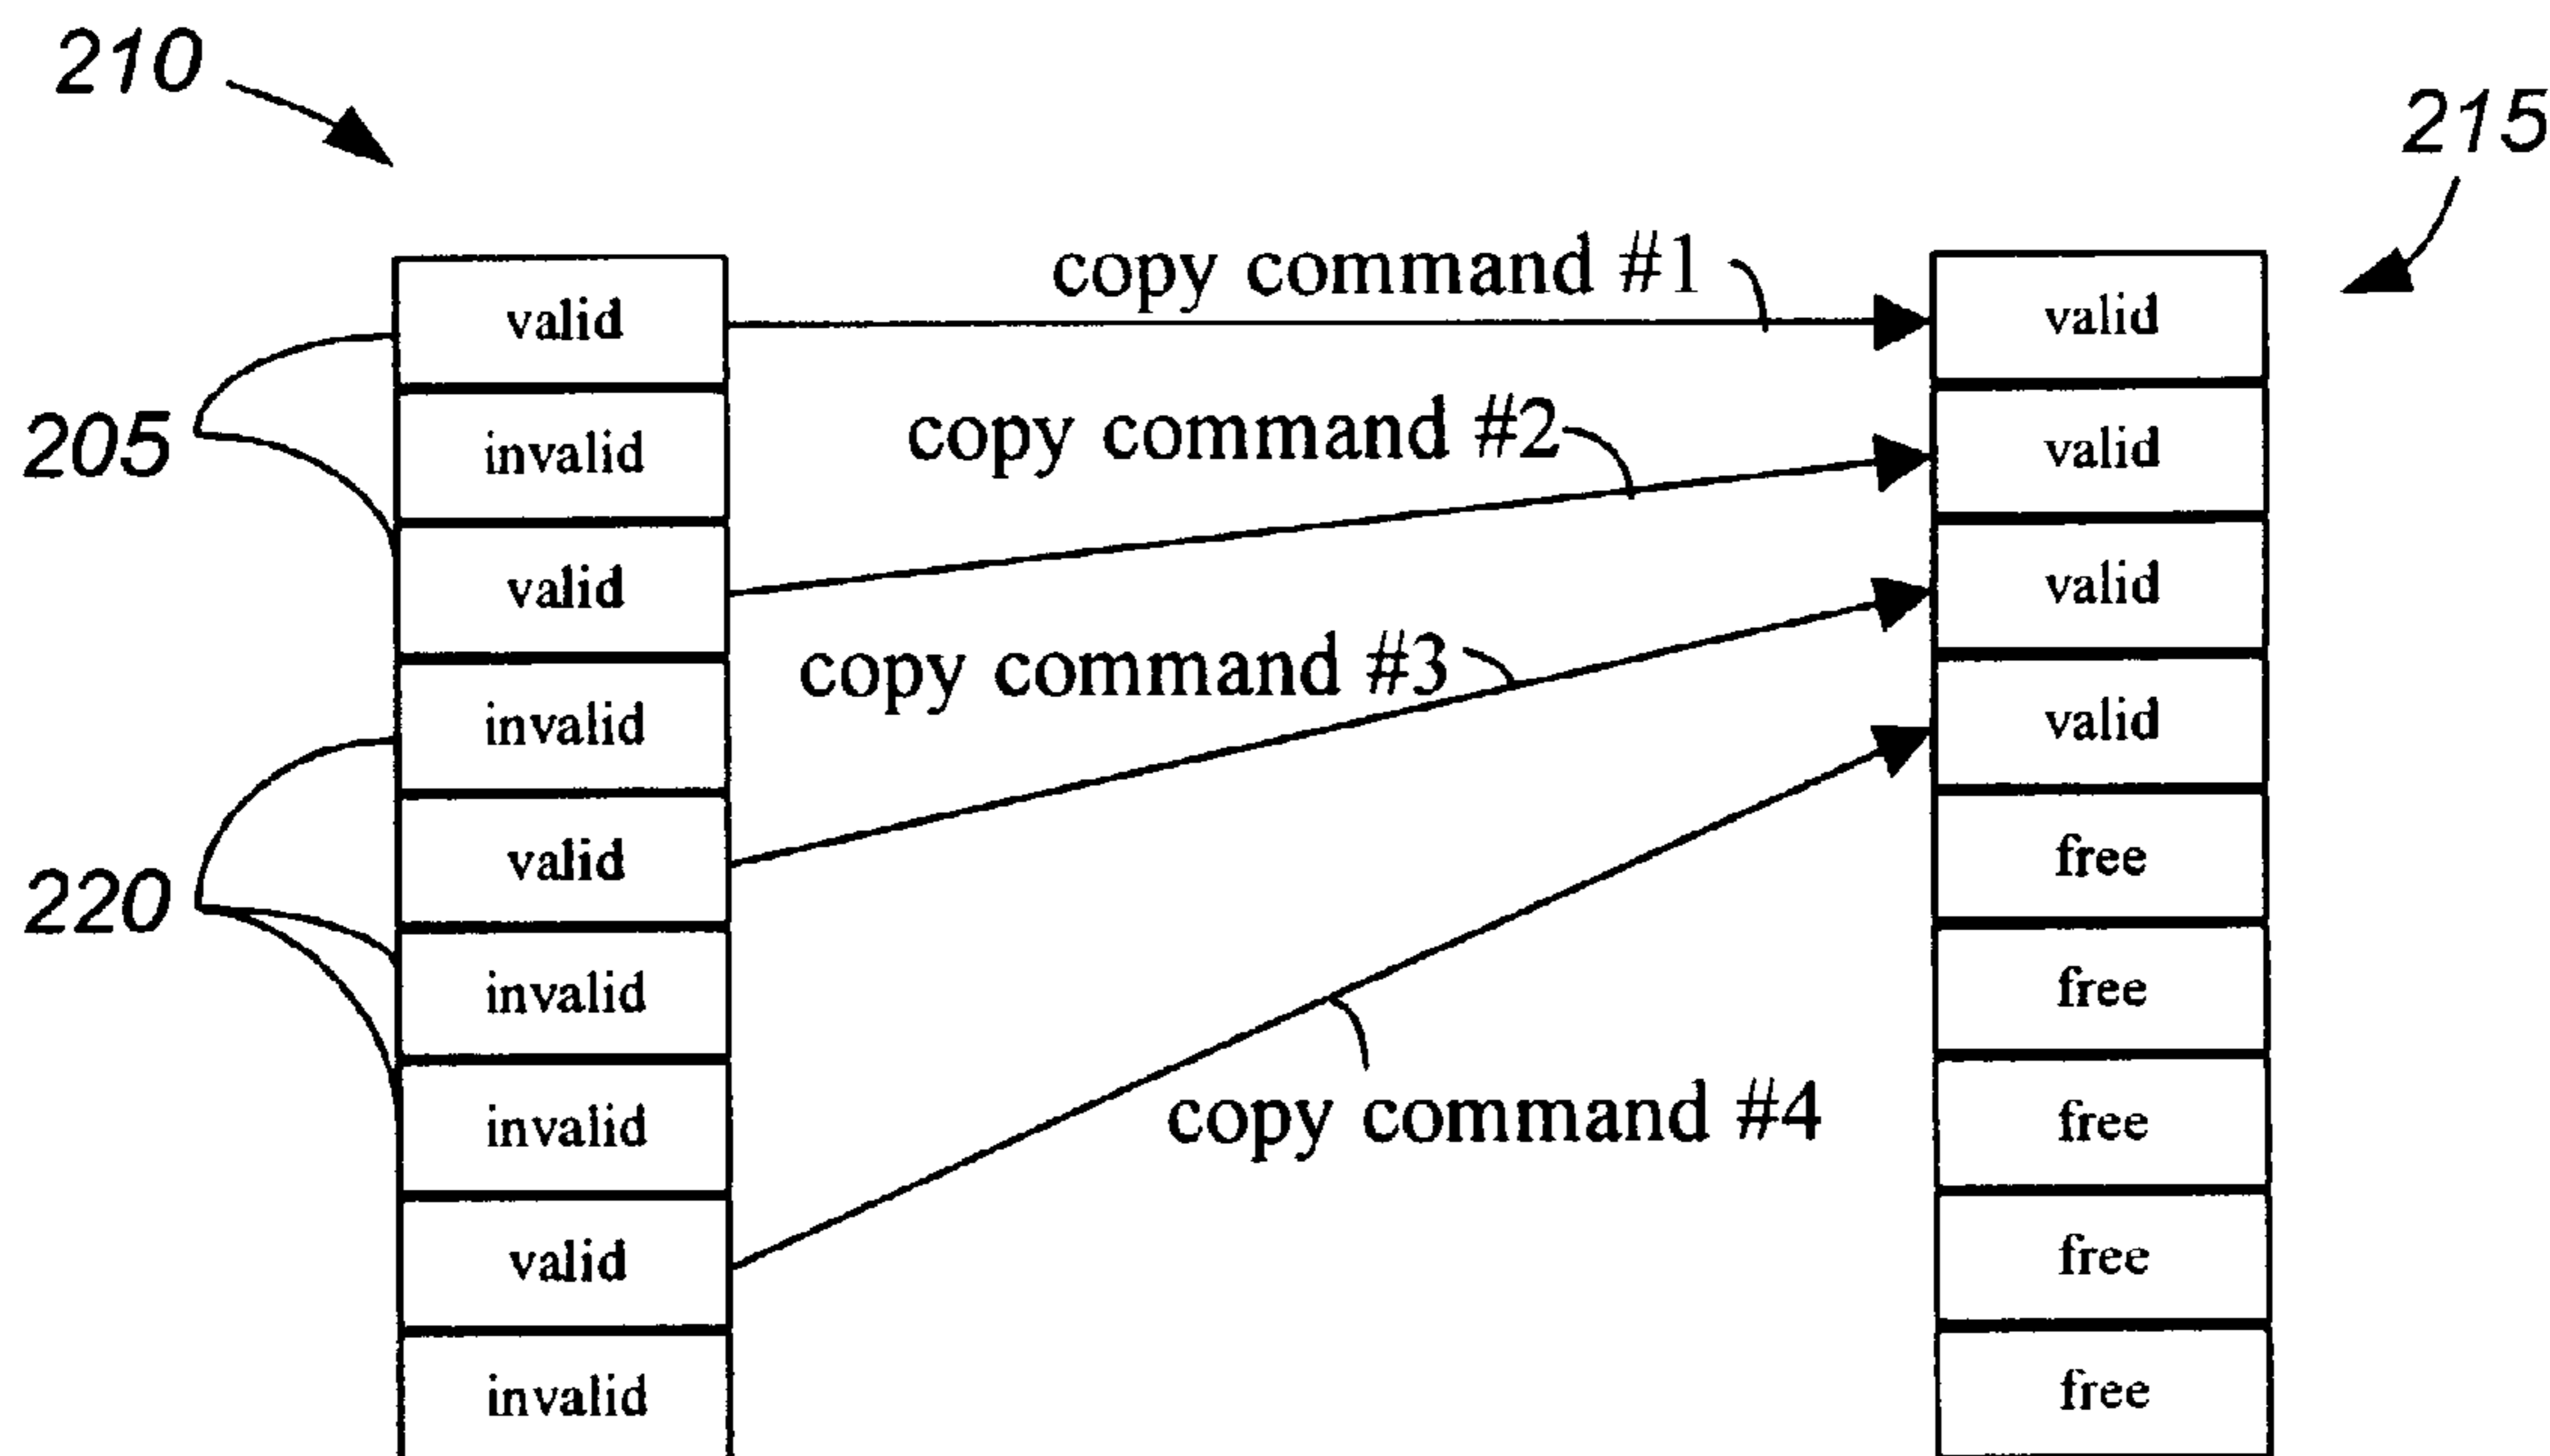 210
215
copy command #1
valid
valid
205
invalid
copy command #2
valid
valid
valid
copy command #3
invalid
valid
220
valid
free
invalid
free
invalid
copy command #4
free
valid
free
invalid
free